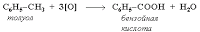 C₆H₅–CH₃ + 3[O] ⟶ C₆H₅–COOH + H₂O
толуол бензойная
кислота